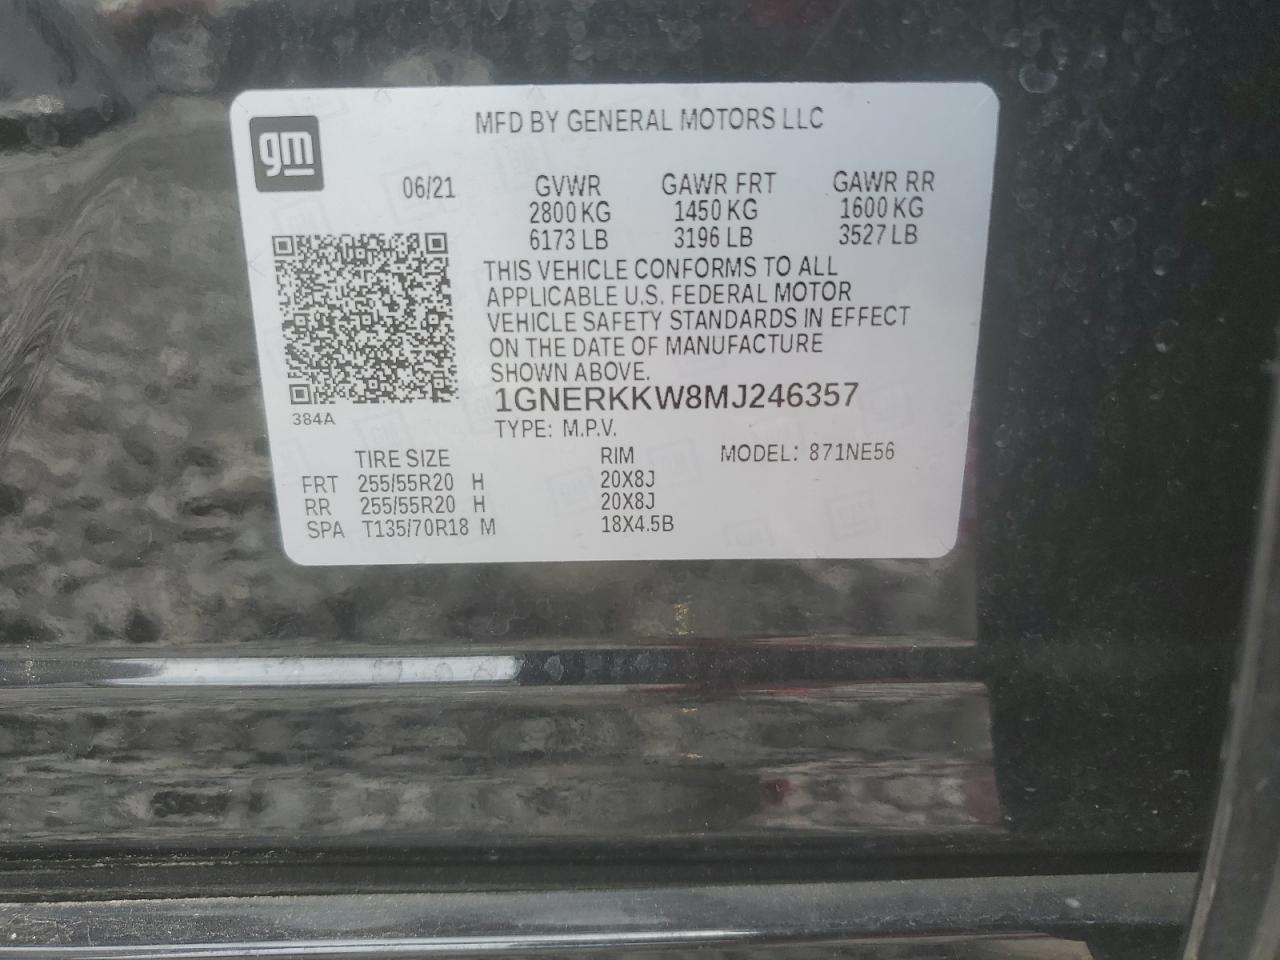 gm
MFD BY GENERAL MOTORS LLC
06/21
GVWR GAWR FRT GAWR RR
2800 KG 1450 KG 1600 KG
6173 LB 3196 LB 3527 LB
THIS VEHICLE CONFORMS TO ALL
APPLICABLE U.S. FEDERAL MOTOR
VEHICLE SAFETY STANDARDS IN EFFECT
ON THE DATE OF MANUFACTURE
SHOWN ABOVE.
384A
1GNERKKW8MJ246357
TYPE: M.P.V.
TIRE SIZE RIM MODEL: 871NE56
FRT 255/55R20 H 20X8J
RR 255/55R20 H 20X8J
SPA T135/70R18 M 18X4.5B